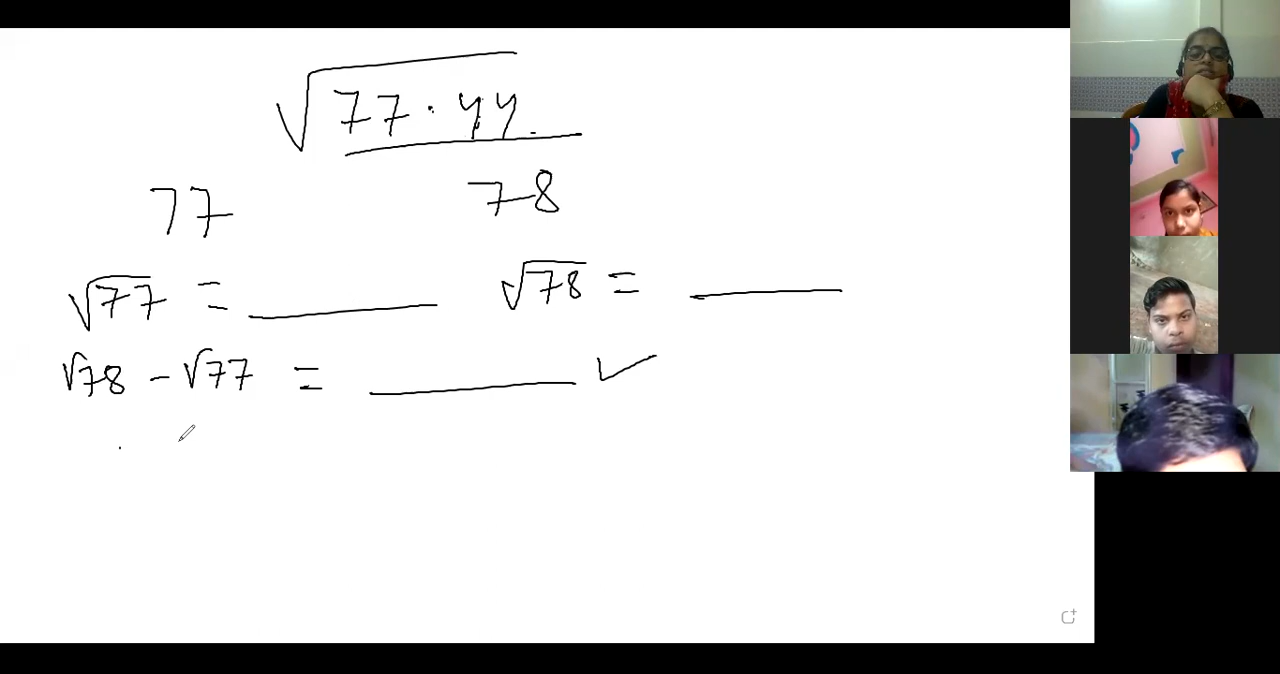 √77.44
77 78
√77 = ______ √78 = ______
√78 - √77 = ______ ✓